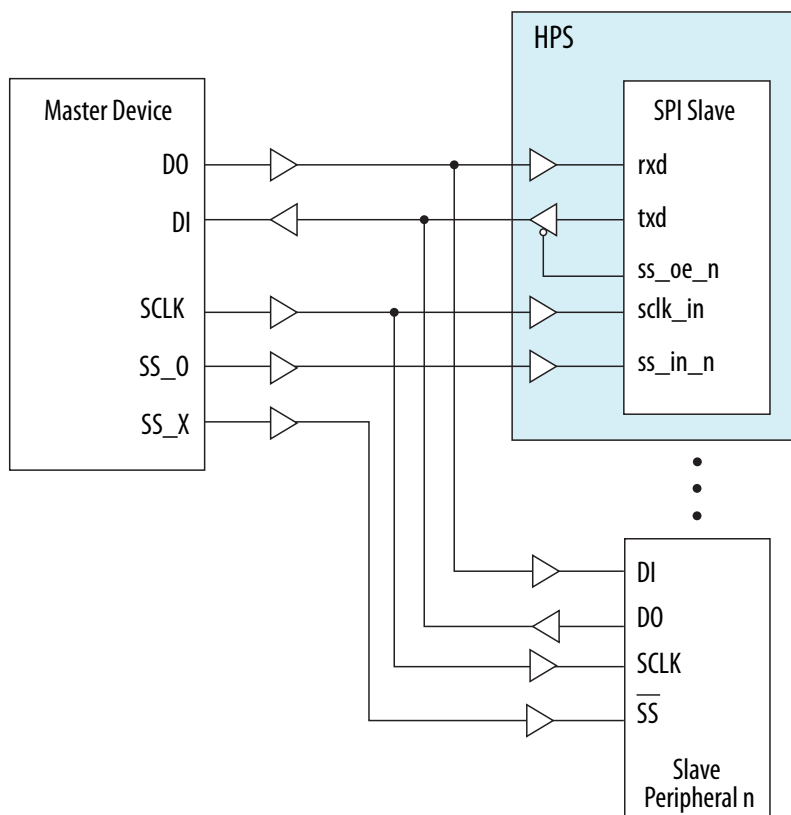 HPS
Master Device
SPI Slave
DO
rxd
DI
txd
ss_oe_n
SCLK
sclk_in
SS_0
ss_in_n
SS_X
DI
DO
SCLK
SS
Slave
Peripheral n